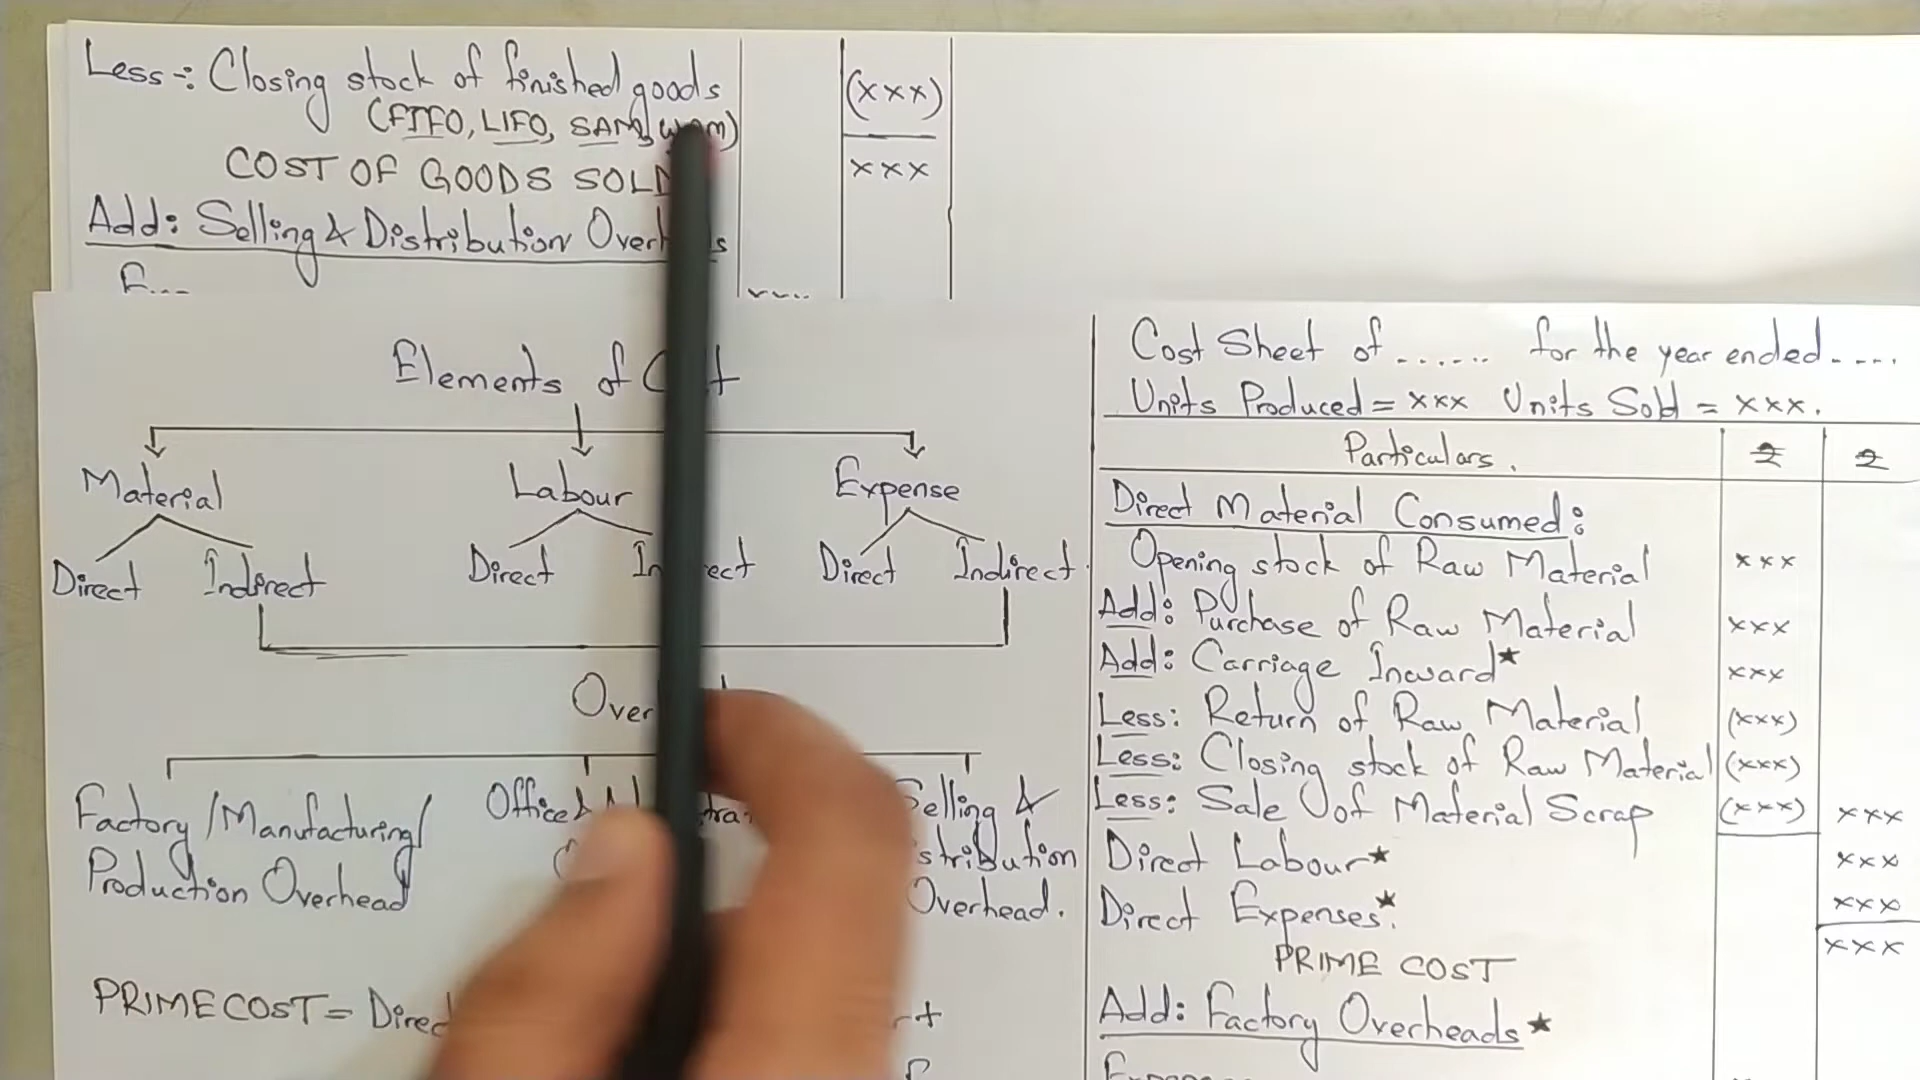 Less-: Closing stock of finished goods (xxx)
(FIFO, LIFO, SAM,
COST OF GOODS SOLD xxx
Add: Selling & Distribution
Elements of
Material Labour Expense
Direct Indirect Direct Direct Indirect
Factory/Manufacturing/
Production Overhead
Office &
Selling &
Overhead.
PRIME COST =
Cost Sheet of ...... for the year ended....
Units Produced = xxx Units Sold = xxx.
Particulars. ₹ ₹
Direct Material Consumed:
Opening stock of Raw Material xxx
Add: Purchase of Raw Material xxx
Add: Carriage Inward★ xxx
Less: Return of Raw Material (xxx)
Less: Closing stock of Raw Material (xxx)
Less: Sale of Material Scrap (xxx) xxx
Direct Labour★ xxx
Direct Expenses★. xxx
PRIME COST xxx
Add: Factory Overheads★